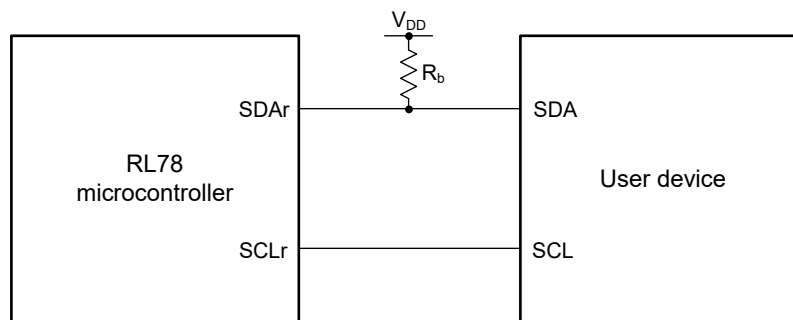 V_DD
R_b
SDAr
SDA
RL78
microcontroller
User device
SCLr
SCL